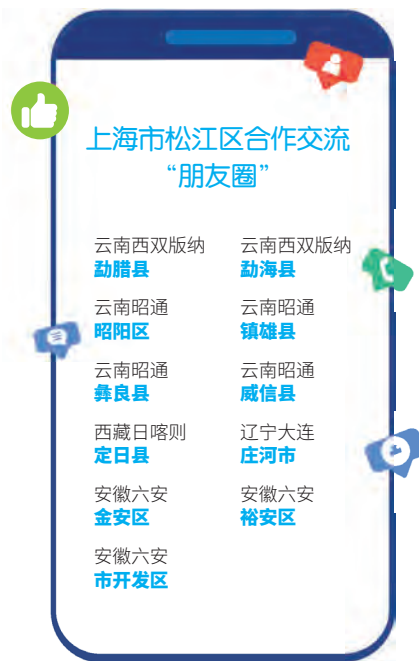 上海市松江区合作交流
“朋友圈”
云南西双版纳
勐腊县
云南西双版纳
勐海县
云南昭通
昭阳区
云南昭通
镇雄县
云南昭通
彝良县
云南昭通
威信县
西藏日喀则
定日县
辽宁大连
庄河市
安徽六安
金安区
安徽六安
裕安区
安徽六安
市开发区